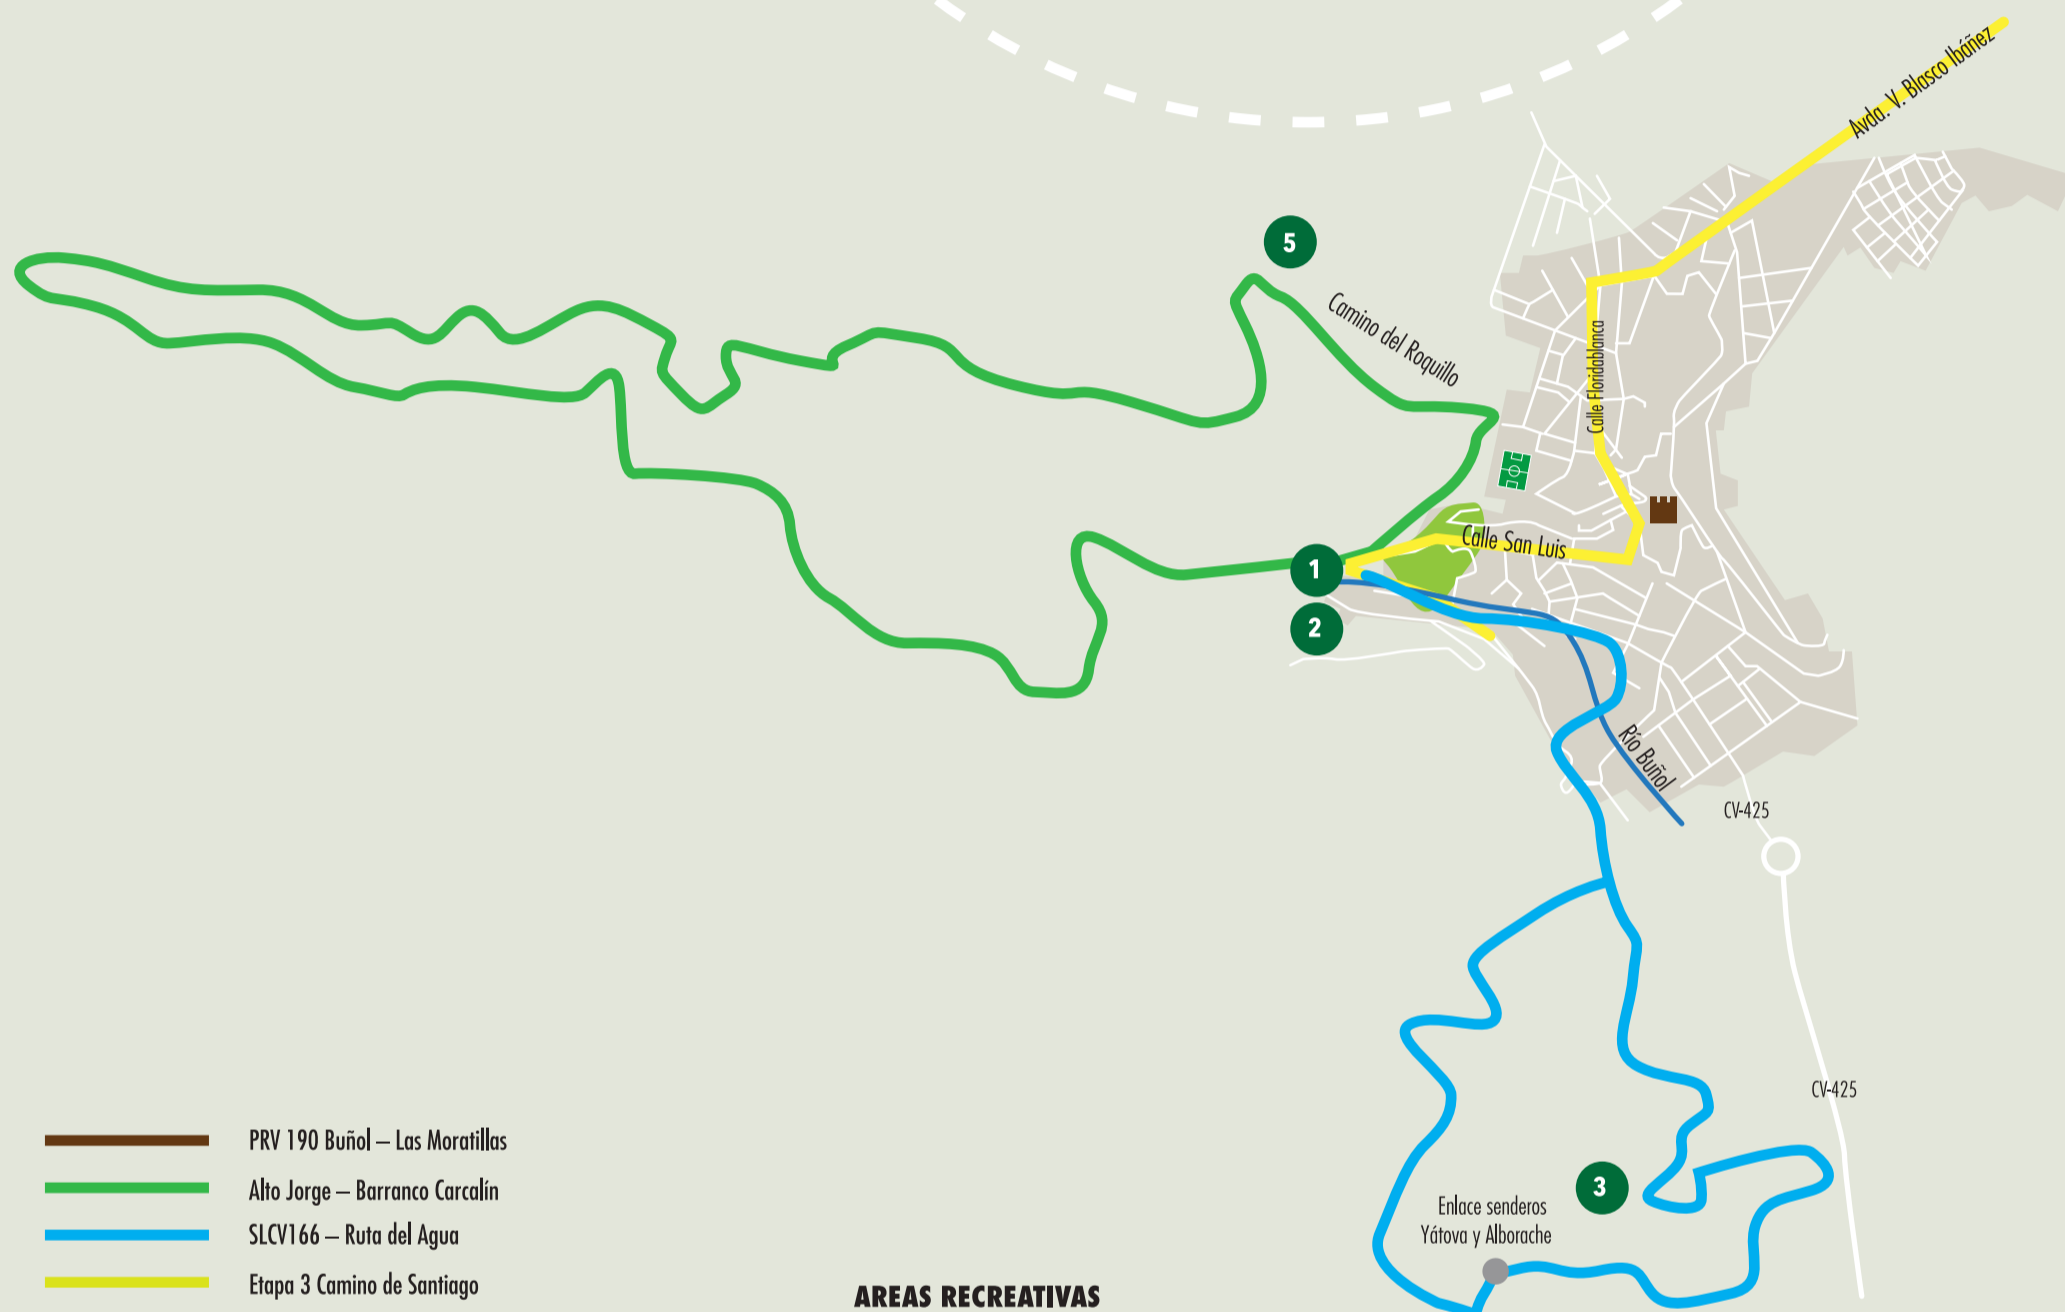 Avda. V. Blasco Ibáñez
5
Camino del Roquillo
Calle Floridablanca
Calle San Luis
1
2
Río Buñol
CV-425
CV-425
3
Enlace senderos
Yátova y Alborache
PRV 190 Buñol – Las Moratillas
Alto Jorge – Barranco Carcalín
SLCV166 – Ruta del Agua
Etapa 3 Camino de Santiago
AREAS RECREATIVAS